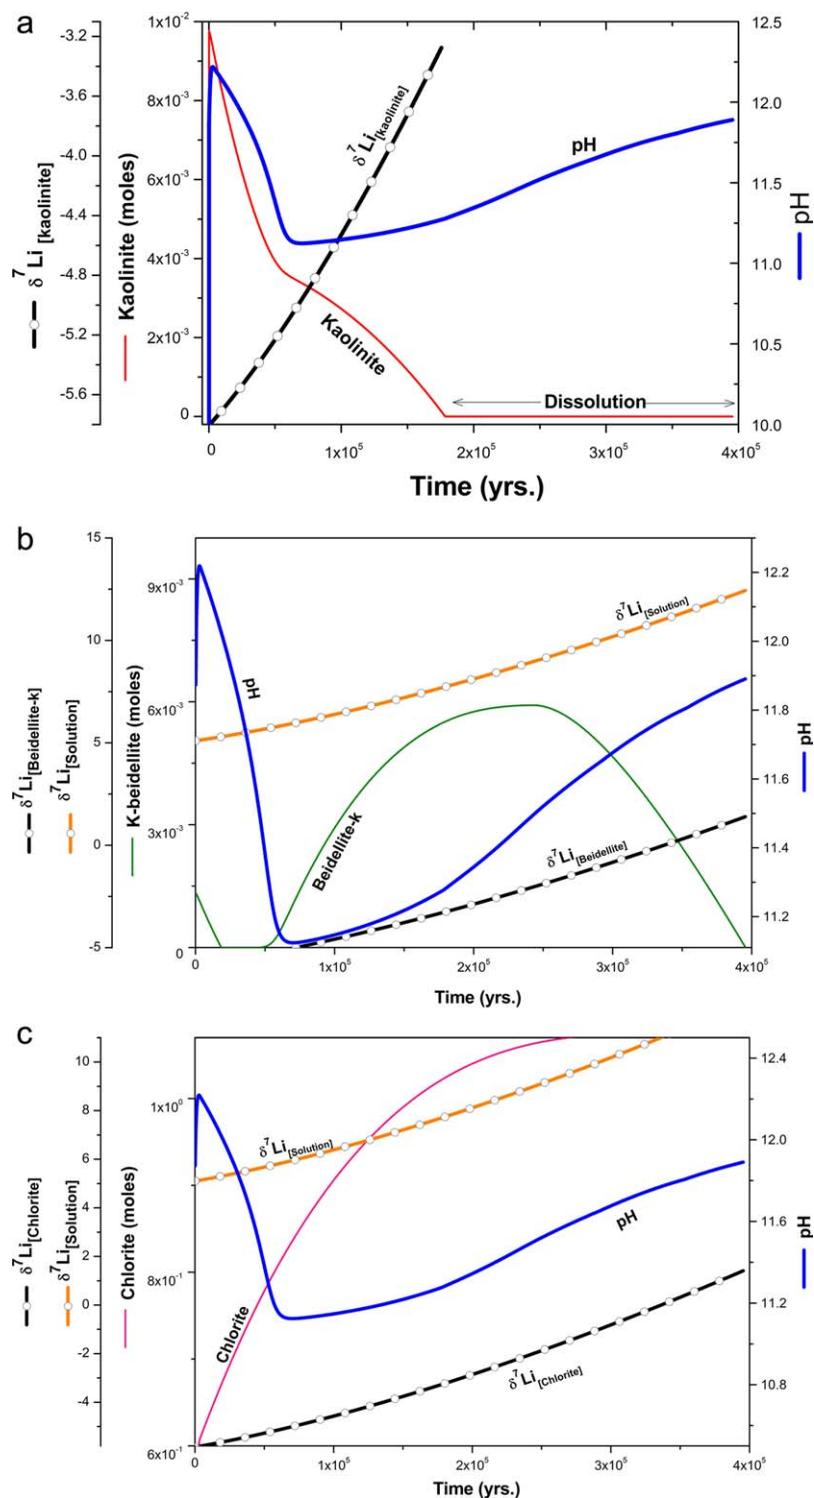 a
δ⁷Li [kaolinite]
-3.2
-3.6
-4.0
-4.4
-4.8
-5.2
-5.6
Kaolinite (moles)
1x10⁻²
8x10⁻³
6x10⁻³
4x10⁻³
2x10⁻³
0
δ⁷Li[kaolinite]
pH
Kaolinite
Dissolution
12.5
12.0
11.5
11.0
10.5
10.0
pH
0 1x10⁵ 2x10⁵ 3x10⁵ 4x10⁵
Time (yrs.)
b
δ⁷Li[Beidellite-k]
δ⁷Li[Solution]
15
10
5
0
-5
K-beidellite (moles)
9x10⁻³
6x10⁻³
3x10⁻³
0
pH
δ⁷Li[Solution]
Beidellite-k
δ⁷Li[Beidellite]
12.2
12.0
11.8
11.6
11.4
11.2
pH
0 1x10⁵ 2x10⁵ 3x10⁵ 4x10⁵
Time (yrs.)
c
δ⁷Li[Chlorite]
δ⁷Li[Solution]
10
8
6
4
2
0
-2
-4
Chlorite (moles)
1x10⁰
8x10⁻¹
6x10⁻¹
δ⁷Li[Solution]
Chlorite
pH
δ⁷Li[Chlorite]
12.4
12.0
11.6
11.2
10.8
pH
0 1x10⁵ 2x10⁵ 3x10⁵ 4x10⁵
Time (yrs.)